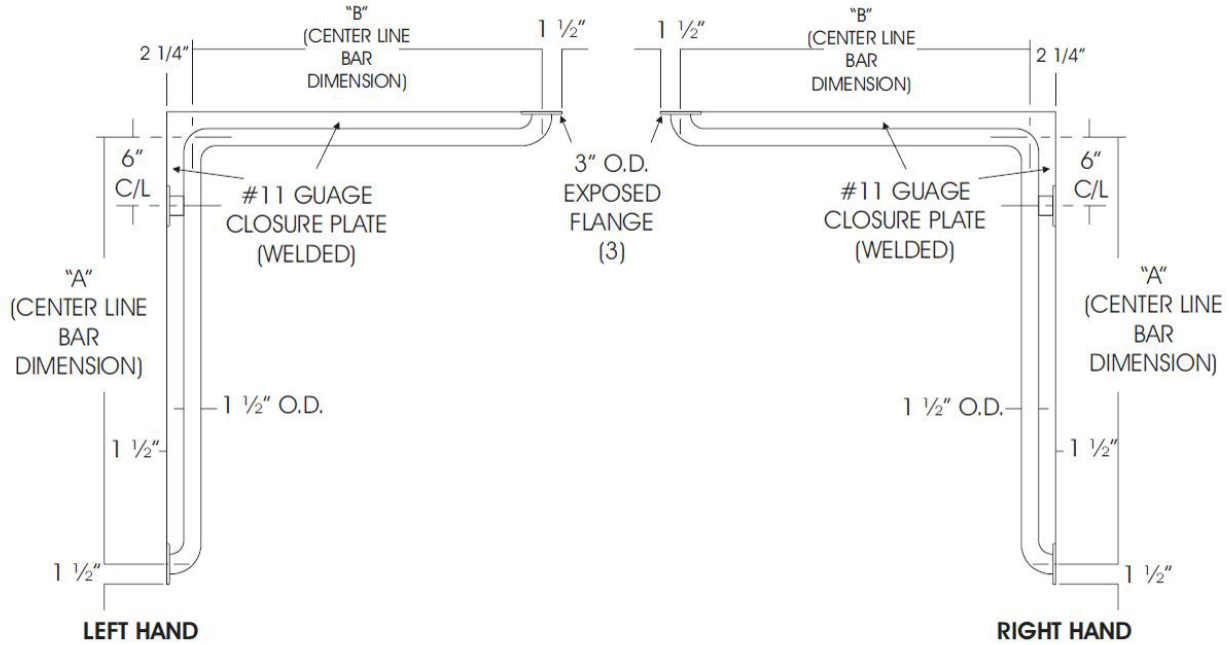 "B"
(CENTER LINE
BAR
DIMENSION)
2 1/4"
1 ½"
1 ½"
"B"
(CENTER LINE
BAR
DIMENSION)
2 1/4"
6"
C/L
#11 GUAGE
CLOSURE PLATE
(WELDED)
3" O.D.
EXPOSED
FLANGE
(3)
#11 GUAGE
CLOSURE PLATE
(WELDED)
6"
C/L
"A"
(CENTER LINE
BAR
DIMENSION)
"A"
(CENTER LINE
BAR
DIMENSION)
1 ½" O.D.
1 ½" O.D.
1 ½"
1 ½"
1 ½"
1 ½"
LEFT HAND
RIGHT HAND